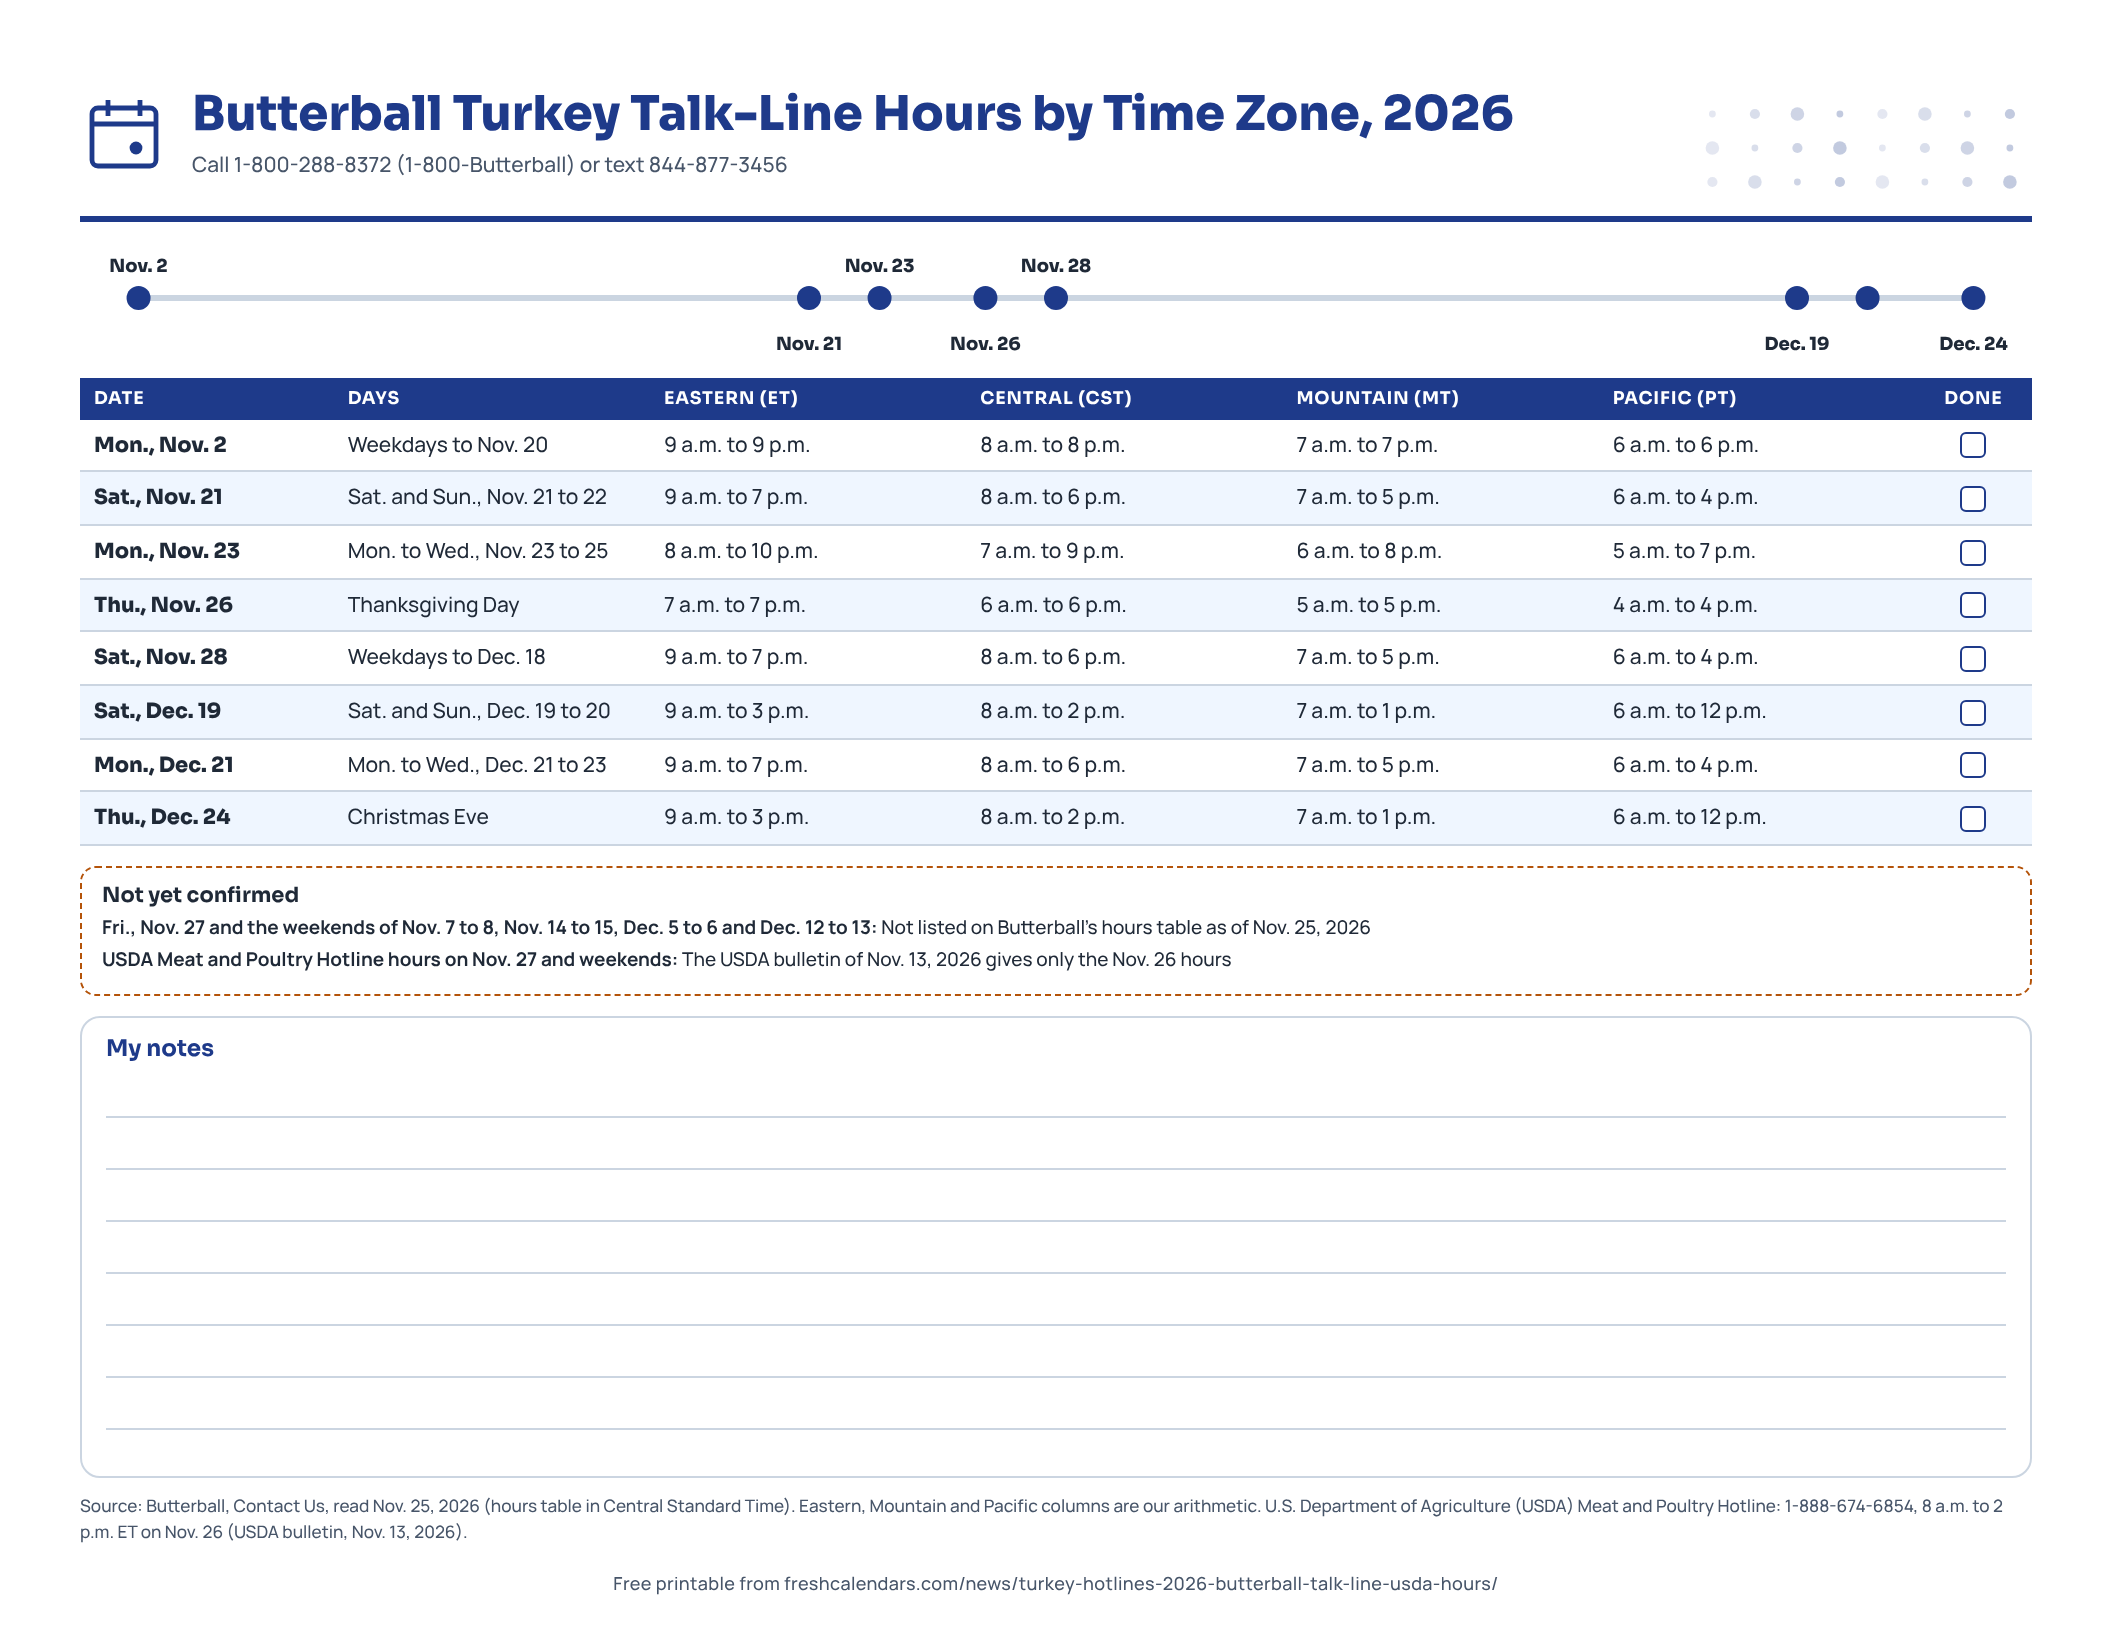 Butterball Turkey Talk-Line Hours by Time Zone, 2026
Call 1-800-288-8372 (1-800-Butterball) or text 844-877-3456
Nov. 2
Nov. 23
Nov. 28
Nov. 21
Nov. 26
Dec. 19
Dec. 24
DATE DAYS EASTERN (ET) CENTRAL (CST) MOUNTAIN (MT) PACIFIC (PT) DONE
Mon., Nov. 2 Weekdays to Nov. 20 9 a.m. to 9 p.m. 8 a.m. to 8 p.m. 7 a.m. to 7 p.m. 6 a.m. to 6 p.m.
Sat., Nov. 21 Sat. and Sun., Nov. 21 to 22 9 a.m. to 7 p.m. 8 a.m. to 6 p.m. 7 a.m. to 5 p.m. 6 a.m. to 4 p.m.
Mon., Nov. 23 Mon. to Wed., Nov. 23 to 25 8 a.m. to 10 p.m. 7 a.m. to 9 p.m. 6 a.m. to 8 p.m. 5 a.m. to 7 p.m.
Thu., Nov. 26 Thanksgiving Day 7 a.m. to 7 p.m. 6 a.m. to 6 p.m. 5 a.m. to 5 p.m. 4 a.m. to 4 p.m.
Sat., Nov. 28 Weekdays to Dec. 18 9 a.m. to 7 p.m. 8 a.m. to 6 p.m. 7 a.m. to 5 p.m. 6 a.m. to 4 p.m.
Sat., Dec. 19 Sat. and Sun., Dec. 19 to 20 9 a.m. to 3 p.m. 8 a.m. to 2 p.m. 7 a.m. to 1 p.m. 6 a.m. to 12 p.m.
Mon., Dec. 21 Mon. to Wed., Dec. 21 to 23 9 a.m. to 7 p.m. 8 a.m. to 6 p.m. 7 a.m. to 5 p.m. 6 a.m. to 4 p.m.
Thu., Dec. 24 Christmas Eve 9 a.m. to 3 p.m. 8 a.m. to 2 p.m. 7 a.m. to 1 p.m. 6 a.m. to 12 p.m.
Not yet confirmed
Fri., Nov. 27 and the weekends of Nov. 7 to 8, Nov. 14 to 15, Dec. 5 to 6 and Dec. 12 to 13: Not listed on Butterball's hours table as of Nov. 25, 2026
USDA Meat and Poultry Hotline hours on Nov. 27 and weekends: The USDA bulletin of Nov. 13, 2026 gives only the Nov. 26 hours
My notes
Source: Butterball, Contact Us, read Nov. 25, 2026 (hours table in Central Standard Time). Eastern, Mountain and Pacific columns are our arithmetic. U.S. Department of Agriculture (USDA) Meat and Poultry Hotline: 1-888-674-6854, 8 a.m. to 2
p.m. ET on Nov. 26 (USDA bulletin, Nov. 13, 2026).
Free printable from freshcalendars.com/news/turkey-hotlines-2026-butterball-talk-line-usda-hours/